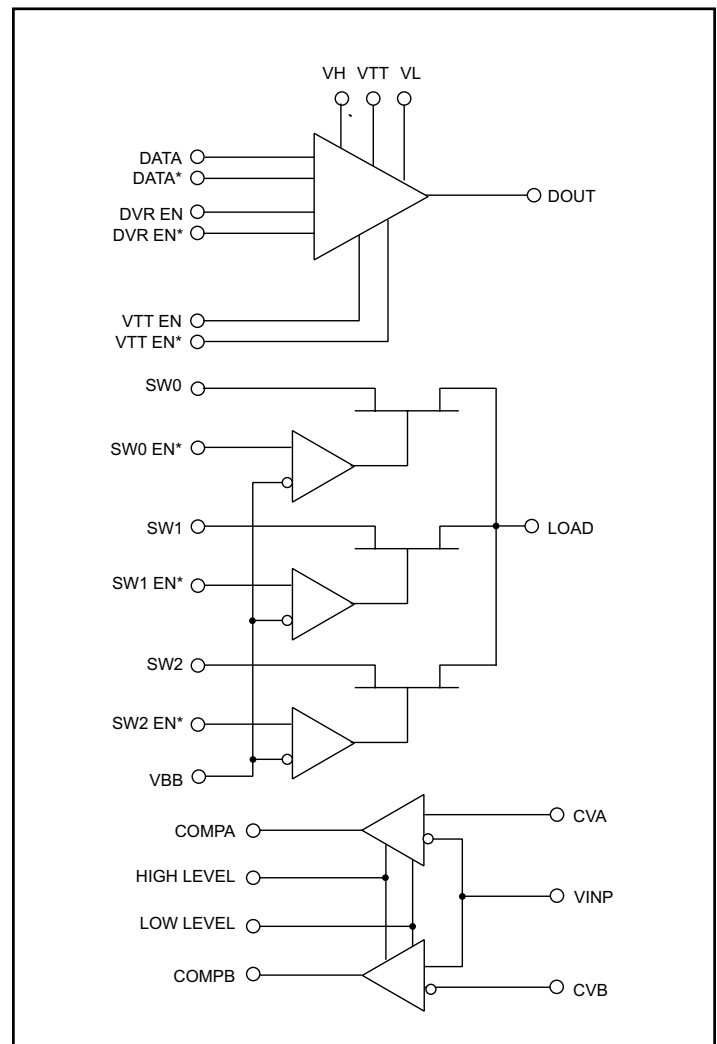 VH VTT VL
DATA
DATA*
DOUT
DVR EN
DVR EN*
VTT EN
VTT EN*
SW0
SW0 EN*
SW1
LOAD
SW1 EN*
SW2
SW2 EN*
VBB
CVA
COMPA
HIGH LEVEL
VINP
LOW LEVEL
COMPB
CVB